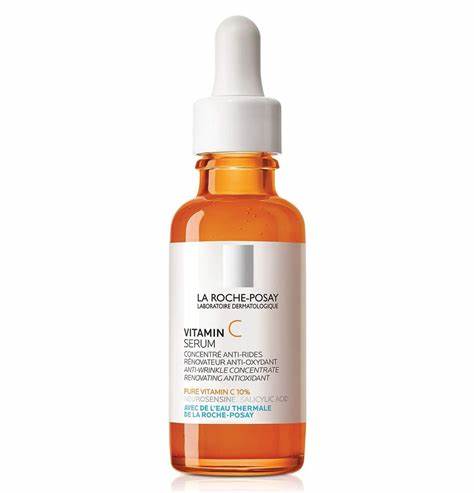 LA ROCHE-POSAY
LABORATOIRE DERMATOLOGIQUE
VITAMIN C
SERUM
CONCENTRÉ ANTI-RIDES
RÉNOVATEUR ANTI-OXYDANT
ANTI-WRINKLE CONCENTRATE
RENOVATING ANTIOXIDANT
PURE VITAMIN C 10%
NEUROSENSINE SALICYLIC ACID
AVEC DE L'EAU THERMALE
DE LA ROCHE-POSAY